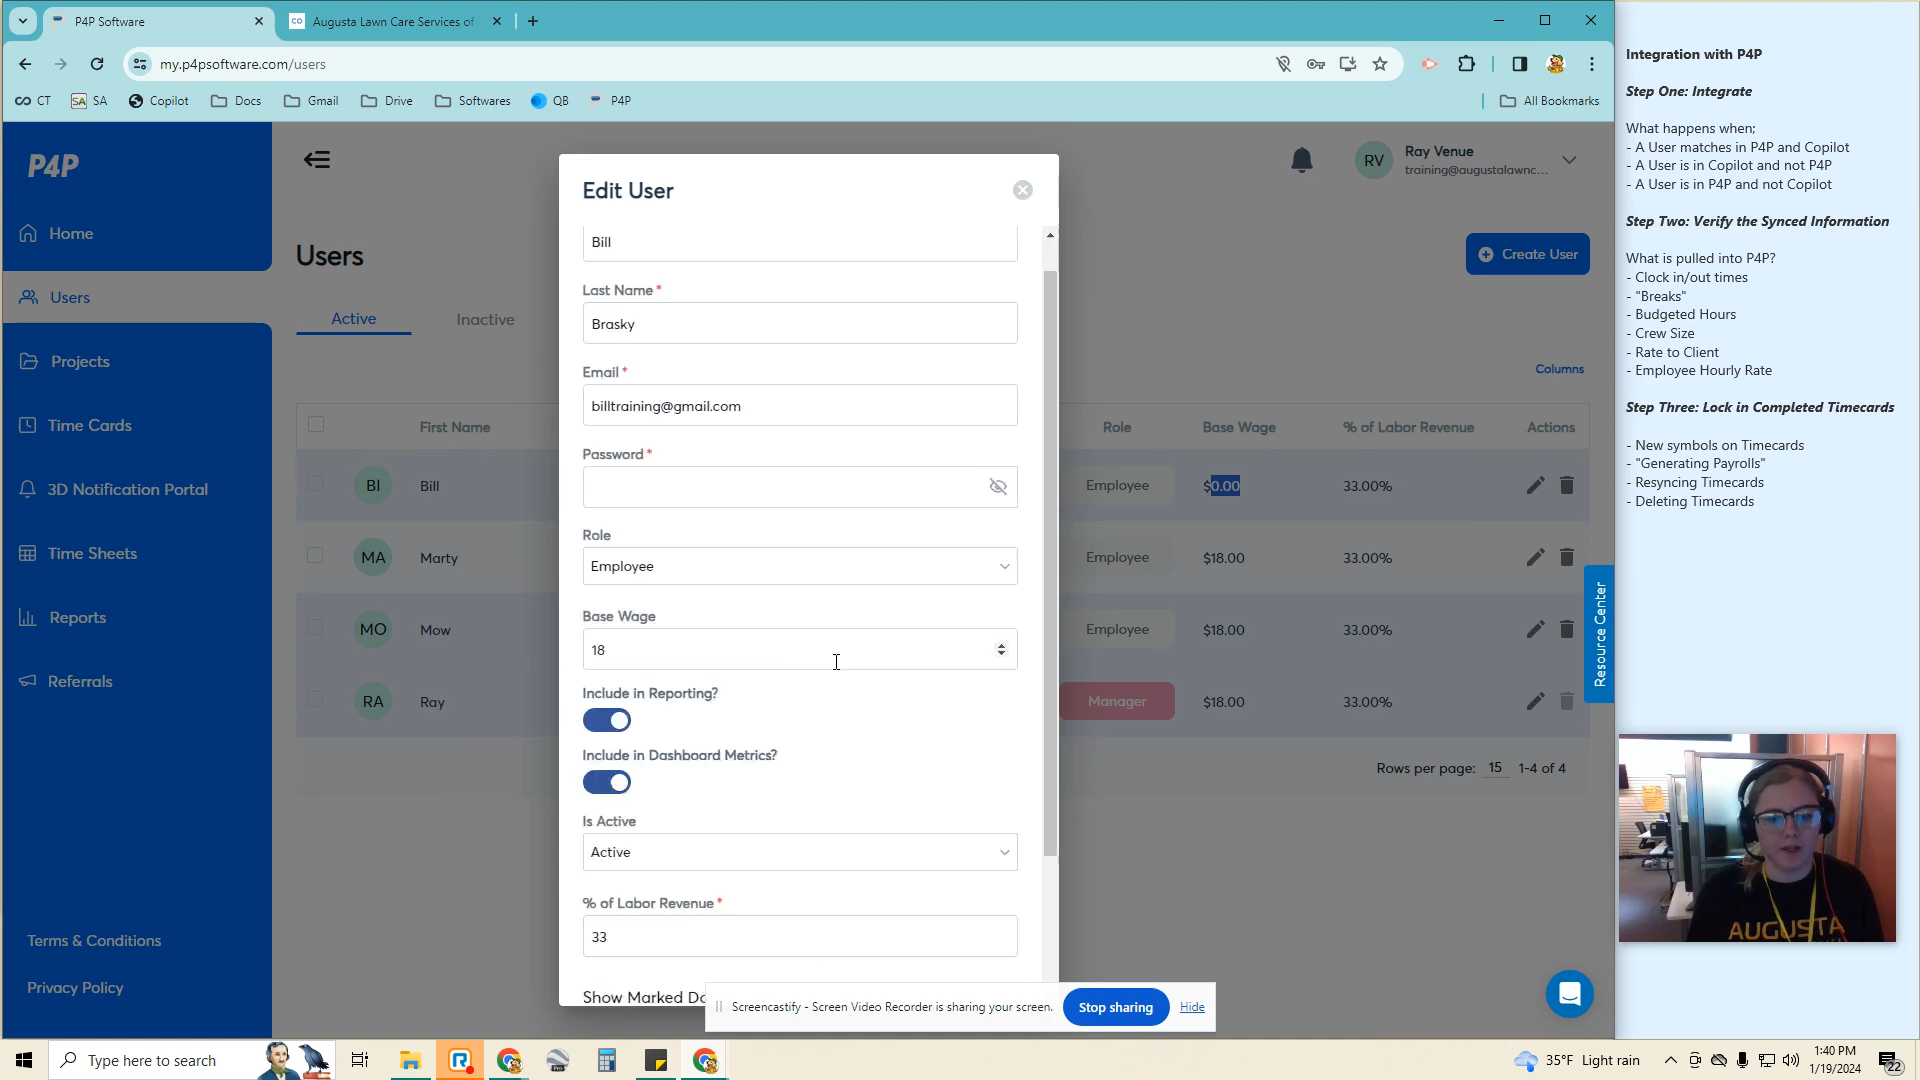 P4P Software
Augusta Lawn Care Services of
my.p4psoftware.com/users
CT
SA
Copilot
Docs
Gmail
Drive
Softwares
QB
P4P
All Bookmarks
P4P
Home
Users
Projects
Time Cards
3D Notification Portal
Time Sheets
Reports
Referrals
Terms & Conditions
Privacy Policy
RV
Ray Venue
training@augustalawnc...
Users
Create User
Active
Inactive
Columns
First Name
Role
Base Wage
% of Labor Revenue
Actions
BI
Bill
Employee
$0.00
33.00%
MA
Marty
Employee
$18.00
33.00%
MO
Mow
Employee
$18.00
33.00%
RA
Ray
Manager
$18.00
33.00%
Rows per page: 15 1-4 of 4
Resource Center
Edit User
Bill
Last Name *
Brasky
Email *
billtraining@gmail.com
Password *
Role
Employee
Base Wage
18
Include in Reporting?
Include in Dashboard Metrics?
Is Active
Active
% of Labor Revenue *
33
Show Marked
Screencastify - Screen Video Recorder is sharing your screen.
Stop sharing
Hide
Integration with P4P
Step One: Integrate
What happens when;
- A User matches in P4P and Copilot
- A User is in Copilot and not P4P
- A User is in P4P and not Copilot
Step Two: Verify the Synced Information
What is pulled into P4P?
- Clock in/out times
- "Breaks"
- Budgeted Hours
- Crew Size
- Rate to Client
- Employee Hourly Rate
Step Three: Lock in Completed Timecards
- New symbols on Timecards
- "Generating Payrolls"
- Resyncing Timecards
- Deleting Timecards
AUGUSTA
Type here to search
35°F Light rain
1:40 PM
1/19/2024
22